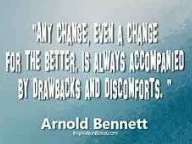 "ANY CHANGE, EVEN A CHANGE
FOR THE BETTER, IS ALWAYS ACCOMPANIED
BY DRAWBACKS AND DISCOMFORTS. "
Arnold Bennett